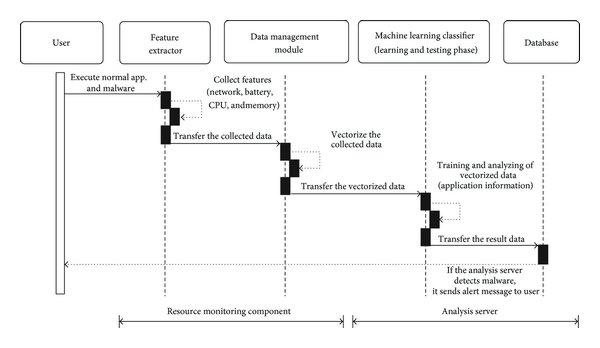 User
Feature
extractor
Data management
module
Machine learning classifier
(learning and testing phase)
Database
Execute normal app.
and malware
Collect features
(network, battery,
CPU, andmemory)
Transfer the collected data
Vectorize the
collected data
Transfer the vectorized data
Training and analyzing of
vectorized data
(application information)
Transfer the result data
If the analysis server
detects malware,
it sends alert message to user
Resource monitoring component
Analysis server